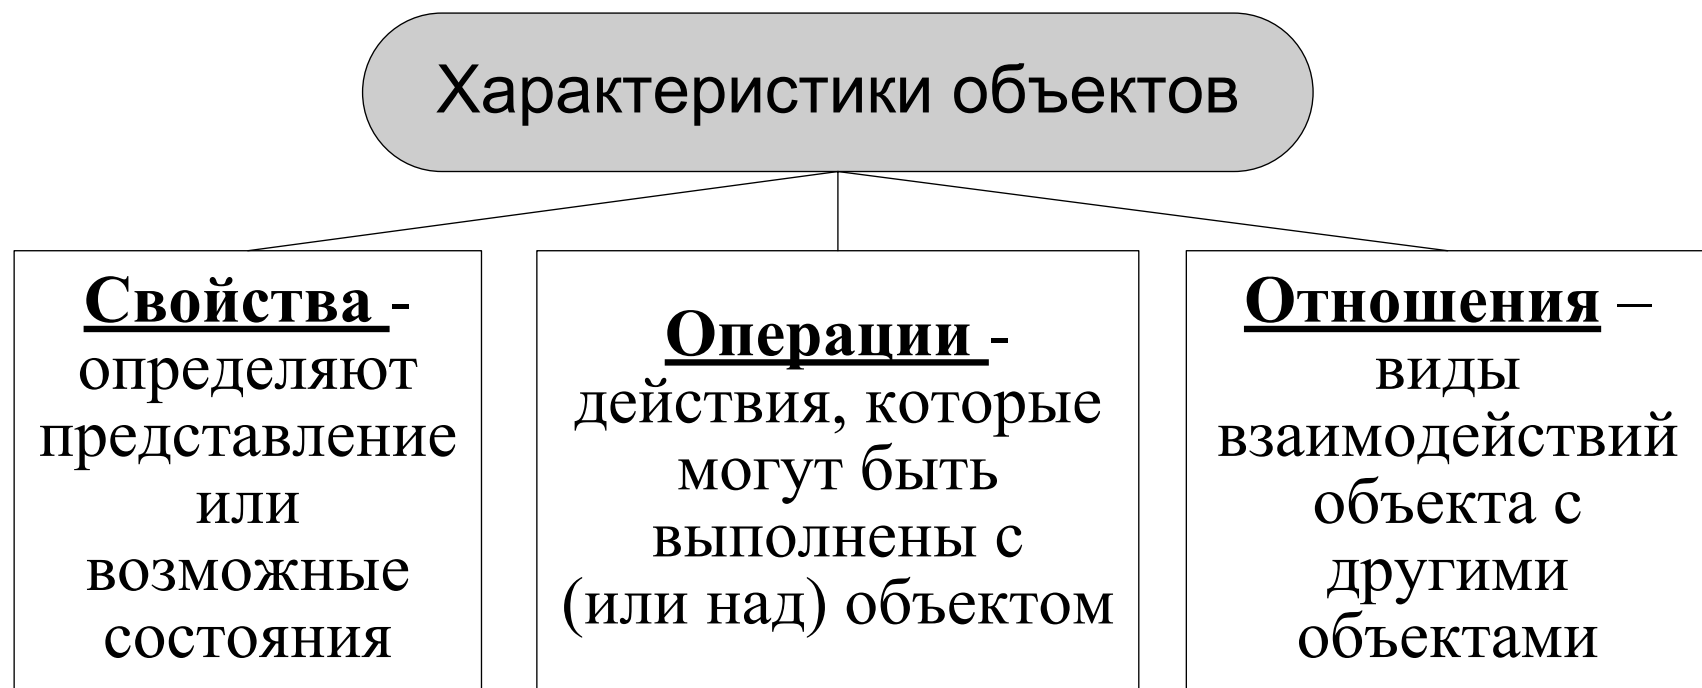 Характеристики объектов
Свойства -
определяют
представление
или
возможные
состояния
Операции -
действия, которые
могут быть
выполнены с
(или над) объектом
Отношения –
виды
взаимодействий
объекта с
другими
объектами